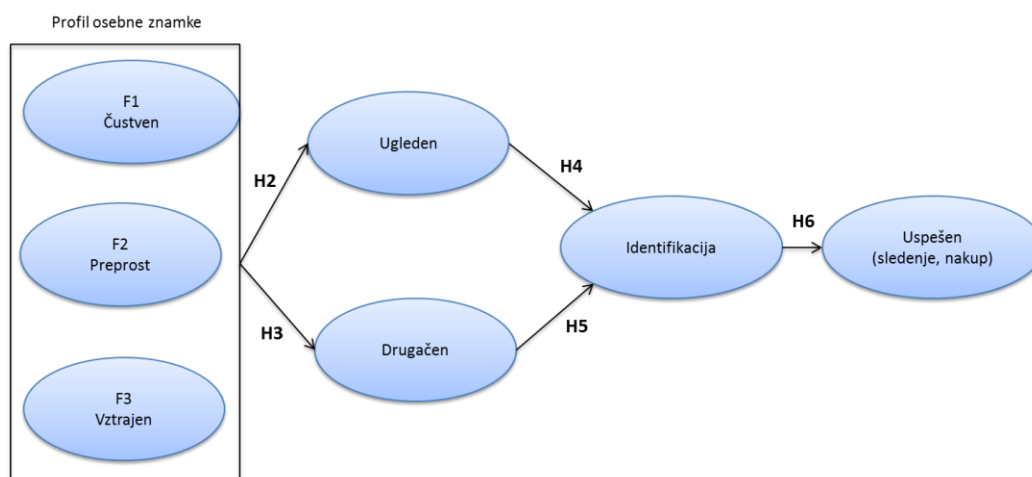 Profil osebne znamke
F1
Čustven
F2
Preprost
F3
Vztrajen
H2
H3
Ugleden
Drugačen
H4
H5
Identifikacija
H6
Uspešen
(sledenje, nakup)